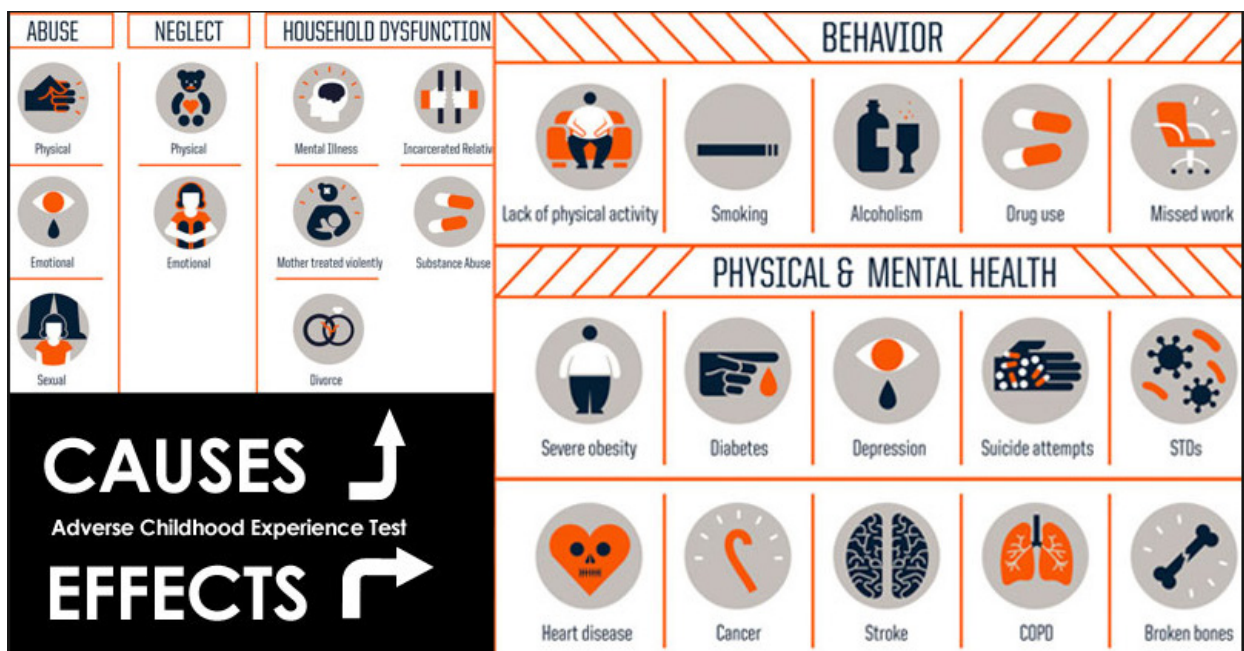 ABUSE
NEGLECT
HOUSEHOLD DYSFUNCTION
Physical
Physical
Mental Illness
Incarcerated Relativ
Emotional
Emotional
Mother treated violently
Substance Abuse
Sexual
Divorce
CAUSES
Adverse Childhood Experience Test
EFFECTS
BEHAVIOR
Lack of physical activity
Smoking
Alcoholism
Drug use
Missed work
PHYSICAL & MENTAL HEALTH
Severe obesity
Diabetes
Depression
Suicide attempts
STDs
Heart disease
Cancer
Stroke
COPD
Broken bones